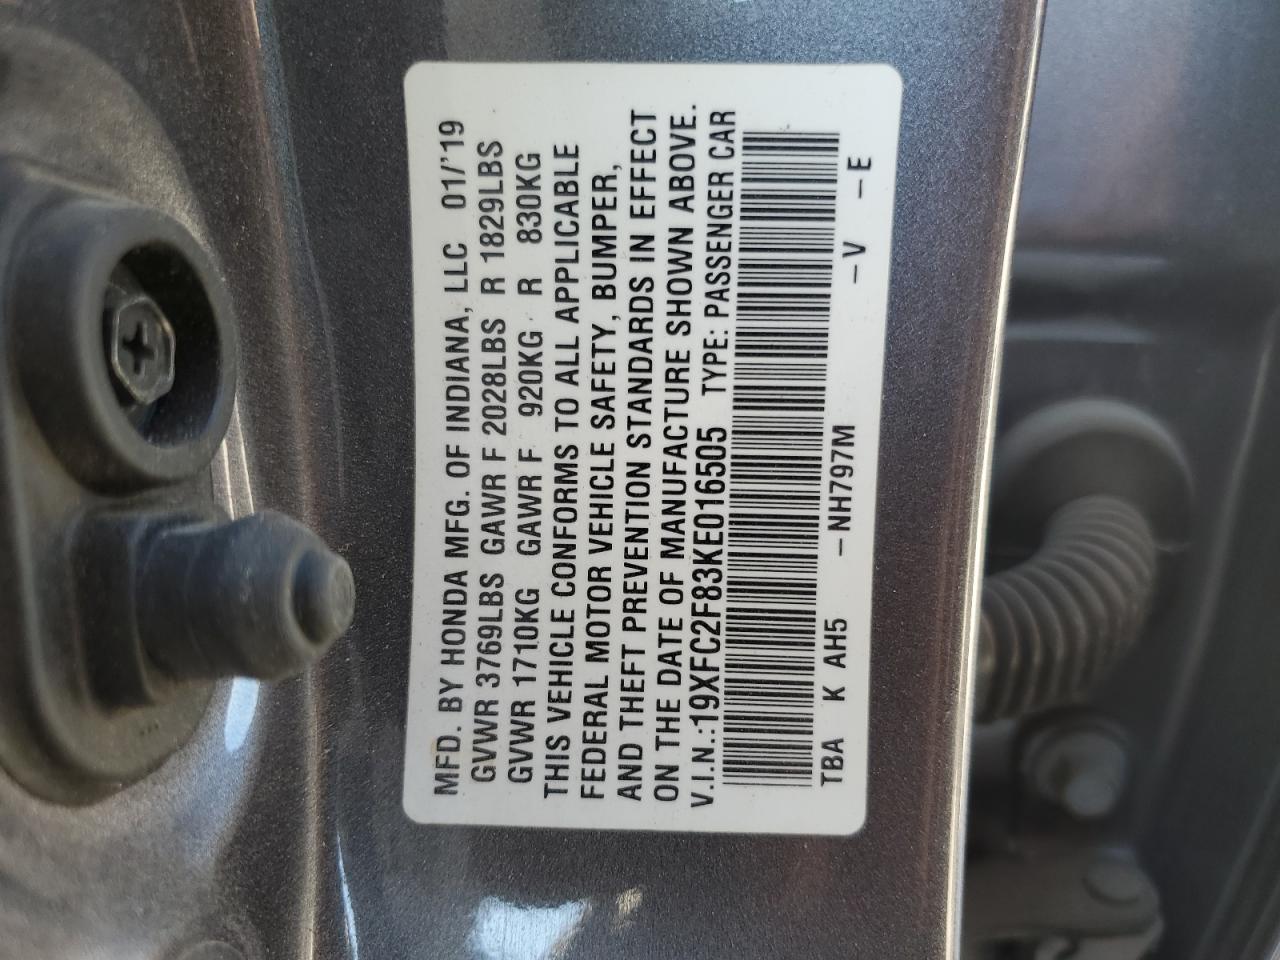 MFD. BY HONDA MFG. OF INDIANA, LLC 01/'19
GVWR 3769LBS GAWR F 2028LBS R 1829LBS
GVWR 1710KG GAWR F 920KG R 830KG
THIS VEHICLE CONFORMS TO ALL APPLICABLE
FEDERAL MOTOR VEHICLE SAFETY, BUMPER,
AND THEFT PREVENTION STANDARDS IN EFFECT
ON THE DATE OF MANUFACTURE SHOWN ABOVE.
V.I.N.:19XFC2F83KE016505 TYPE: PASSENGER CAR
TBA K AH5 –NH797M –V –E